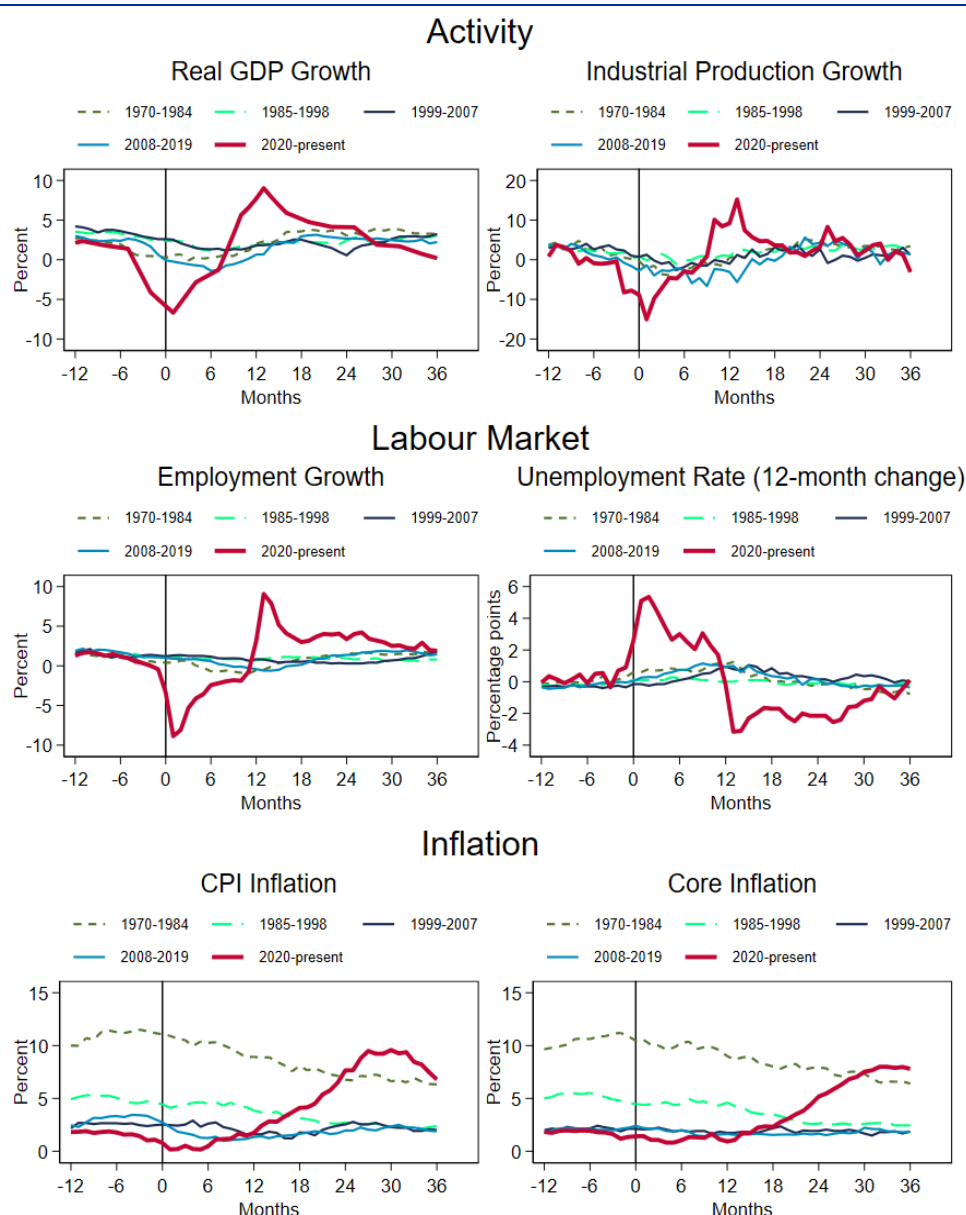 Activity
Real GDP Growth
1970-1984 1985-1998 1999-2007
2008-2019 2020-present
Percent
10
5
0
-5
-10
-12 -6 0 6 12 18 24 30 36
Months
Industrial Production Growth
1970-1984 1985-1998 1999-2007
2008-2019 2020-present
Percent
20
10
0
-10
-20
-12 -6 0 6 12 18 24 30 36
Months
Labour Market
Employment Growth
1970-1984 1985-1998 1999-2007
2008-2019 2020-present
Percent
10
5
0
-5
-10
-12 -6 0 6 12 18 24 30 36
Months
Unemployment Rate (12-month change)
1970-1984 1985-1998 1999-2007
2008-2019 2020-present
Percentage points
6
4
2
0
-2
-4
-12 -6 0 6 12 18 24 30 36
Months
Inflation
CPI Inflation
1970-1984 1985-1998 1999-2007
2008-2019 2020-present
Percent
15
10
5
0
-12 -6 0 6 12 18 24 30 36
Months
Core Inflation
1970-1984 1985-1998 1999-2007
2008-2019 2020-present
Percent
15
10
5
0
-12 -6 0 6 12 18 24 30 36
Months